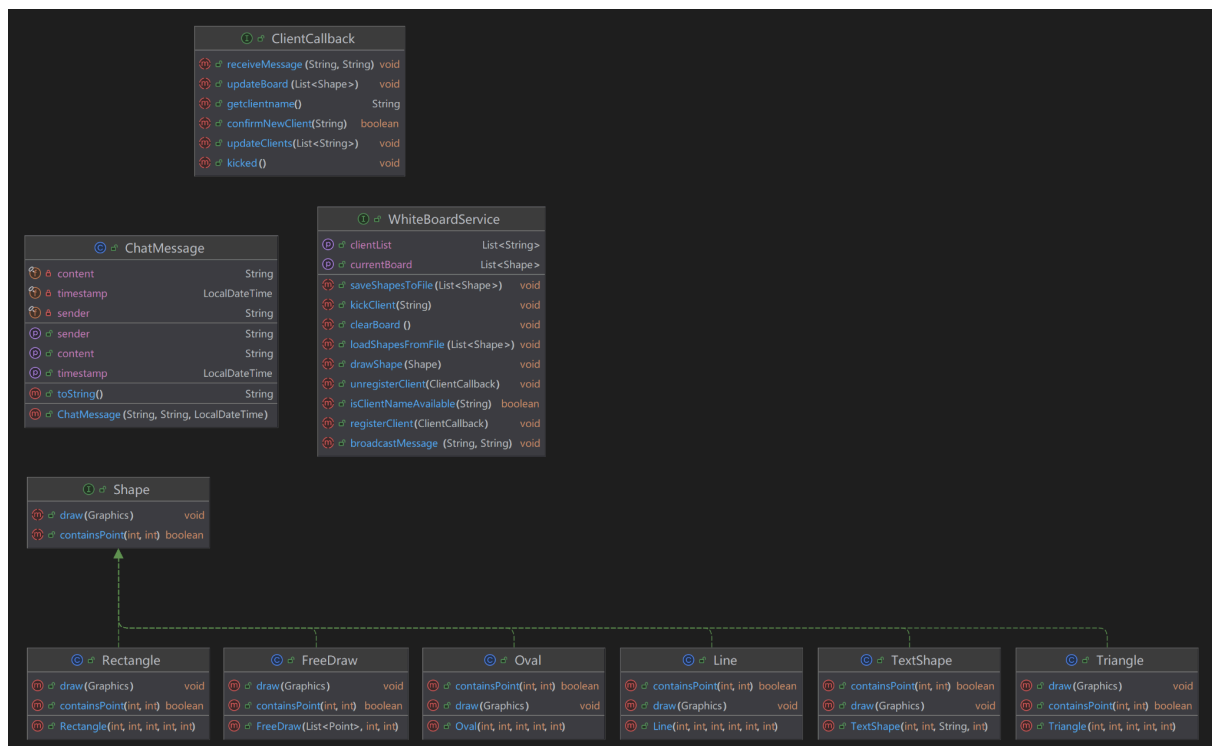 ClientCallback
receiveMessage (String, String) void
updateBoard (List<Shape>) void
getclientname() String
confirmNewClient(String) boolean
updateClients(List<String>) void
kicked () void
WhiteBoardService
clientList List<String>
currentBoard List<Shape>
saveShapesToFile (List<Shape>) void
kickClient(String) void
clearBoard () void
loadShapesFromFile (List<Shape>) void
drawShape (Shape) void
unregisterClient(ClientCallback) void
isClientNameAvailable(String) boolean
registerClient(ClientCallback) void
broadcastMessage (String, String) void
ChatMessage
content String
timestamp LocalDateTime
sender String
sender String
content String
timestamp LocalDateTime
toString() String
ChatMessage (String, String, LocalDateTime)
Shape
draw (Graphics) void
containsPoint(int, int) boolean
Rectangle
draw(Graphics) void
containsPoint(int, int) boolean
Rectangle(int, int, int, int, int)
FreeDraw
draw(Graphics) void
containsPoint(int, int) boolean
FreeDraw(List<Point>, int, int)
Oval
containsPoint(int, int) boolean
draw(Graphics) void
Oval(int, int, int, int, int)
Line
containsPoint(int, int) boolean
draw(Graphics) void
Line(int, int, int, int, int, int)
TextShape
containsPoint(int, int) boolean
draw(Graphics) void
TextShape(int, int, String, int)
Triangle
draw(Graphics) void
containsPoint(int, int) boolean
Triangle(int, int, int, int, int)